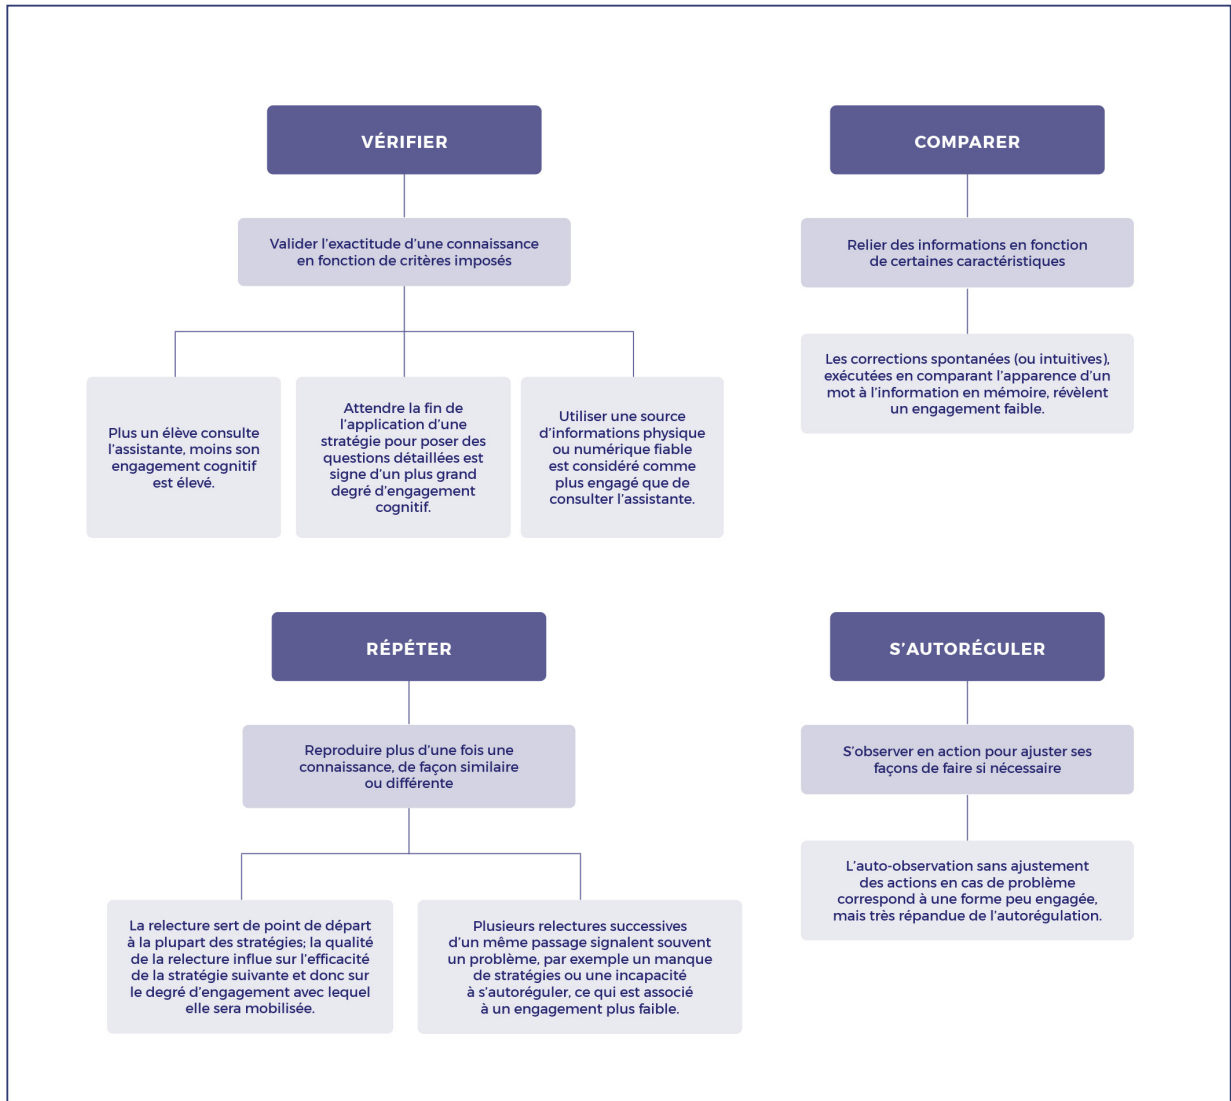 VÉRIFIER
Valider l’exactitude d’une connaissance
en fonction de critères imposés
Plus un élève consulte
l’assistante, moins son
engagement cognitif
est élevé.
Attendre la fin de
l’application d’une
stratégie pour poser des
questions détaillées est
signe d’un plus grand
degré d’engagement
cognitif.
Utiliser une source
d’informations physique
ou numérique fiable
est considéré comme
plus engagé que de
consulter l’assistante.
COMPARER
Relier des informations en fonction
de certaines caractéristiques
Les corrections spontanées (ou intuitives),
exécutées en comparant l’apparence d’un
mot à l’information en mémoire, révèlent
un engagement faible.
RÉPÉTER
Reproduire plus d’une fois une
connaissance, de façon similaire
ou différente
La relecture sert de point de départ
à la plupart des stratégies; la qualité
de la relecture influe sur l’efficacité
de la stratégie suivante et donc sur
le degré d’engagement avec lequel
elle sera mobilisée.
Plusieurs relectures successives
d’un même passage signalent souvent
un problème, par exemple un manque
de stratégies ou une incapacité
à s’autoréguler, ce qui est associé
à un engagement plus faible.
S’AUTORÉGULER
S’observer en action pour ajuster ses
façons de faire si nécessaire
L’auto-observation sans ajustement
des actions en cas de problème
correspond à une forme peu engagée,
mais très répandue de l’autorégulation.